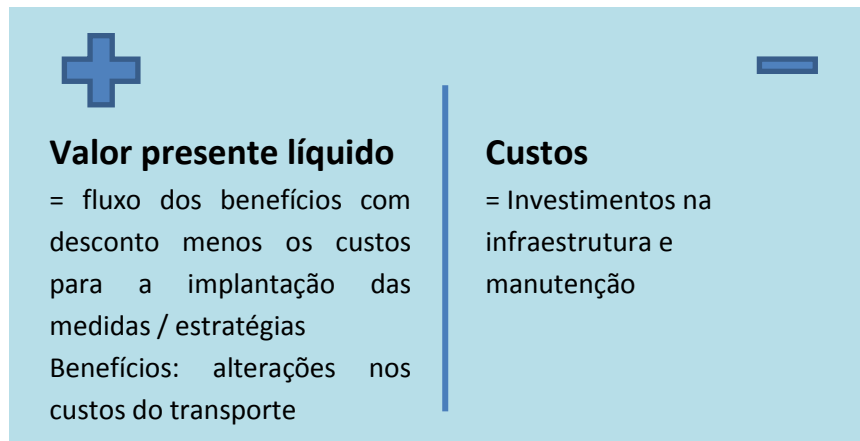 Valor presente líquido
= fluxo dos benefícios com
desconto menos os custos
para a implantação das
medidas / estratégias
Benefícios: alterações nos
custos do transporte
Custos
= Investimentos na
infraestrutura e
manutenção